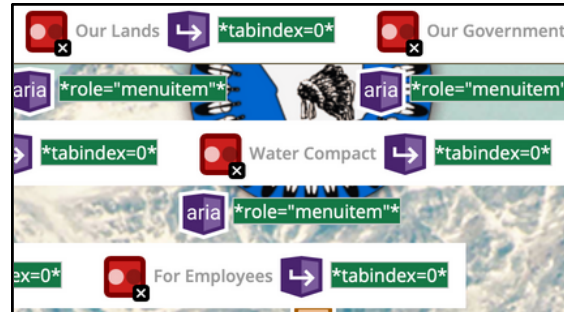 Our Lands *tabindex=0* Our Government
aria *role="menuitem"* aria *role="menuitem"
*tabindex=0* Water Compact *tabindex=0*
aria *role="menuitem"*
ex=0* For Employees *tabindex=0*